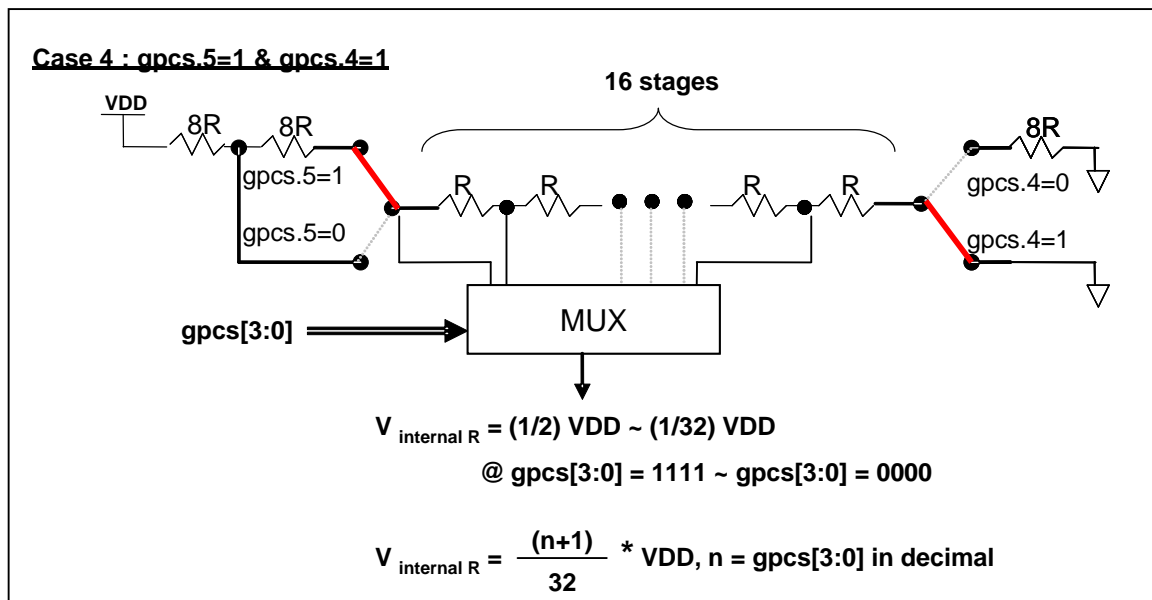 Case 4 : gpcs.5=1 & gpcs.4=1
16 stages
VDD
8R
8R
8R
gpcs.5=1
R
R
R
R
gpcs.4=0
gpcs.5=0
gpcs.4=1
MUX
gpcs[3:0]
V internal R = (1/2) VDD ~ (1/32) VDD
@ gpcs[3:0] = 1111 ~ gpcs[3:0] = 0000
V internal R = (n+1) / 32 * VDD, n = gpcs[3:0] in decimal